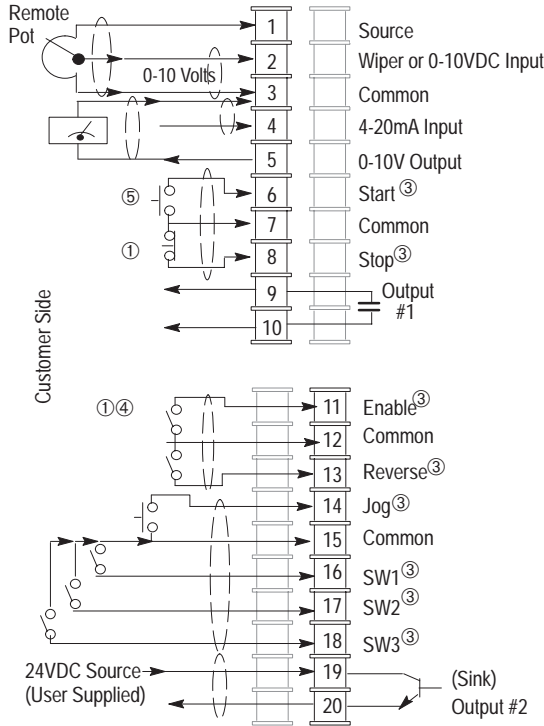 Remote
Pot
1
Source
2
Wiper or 0-10VDC Input
0-10 Volts
3
Common
4
4-20mA Input
5
0-10V Output
⑤
6
Start ③
7
Common
①
8
Stop③
9
Output
#1
10
Customer Side
①④
11
Enable③
12
Common
13
Reverse③
14
Jog③
15
Common
16
SW1③
17
SW2③
18
SW3③
24VDC Source
(User Supplied)
19
(Sink)
20
Output #2